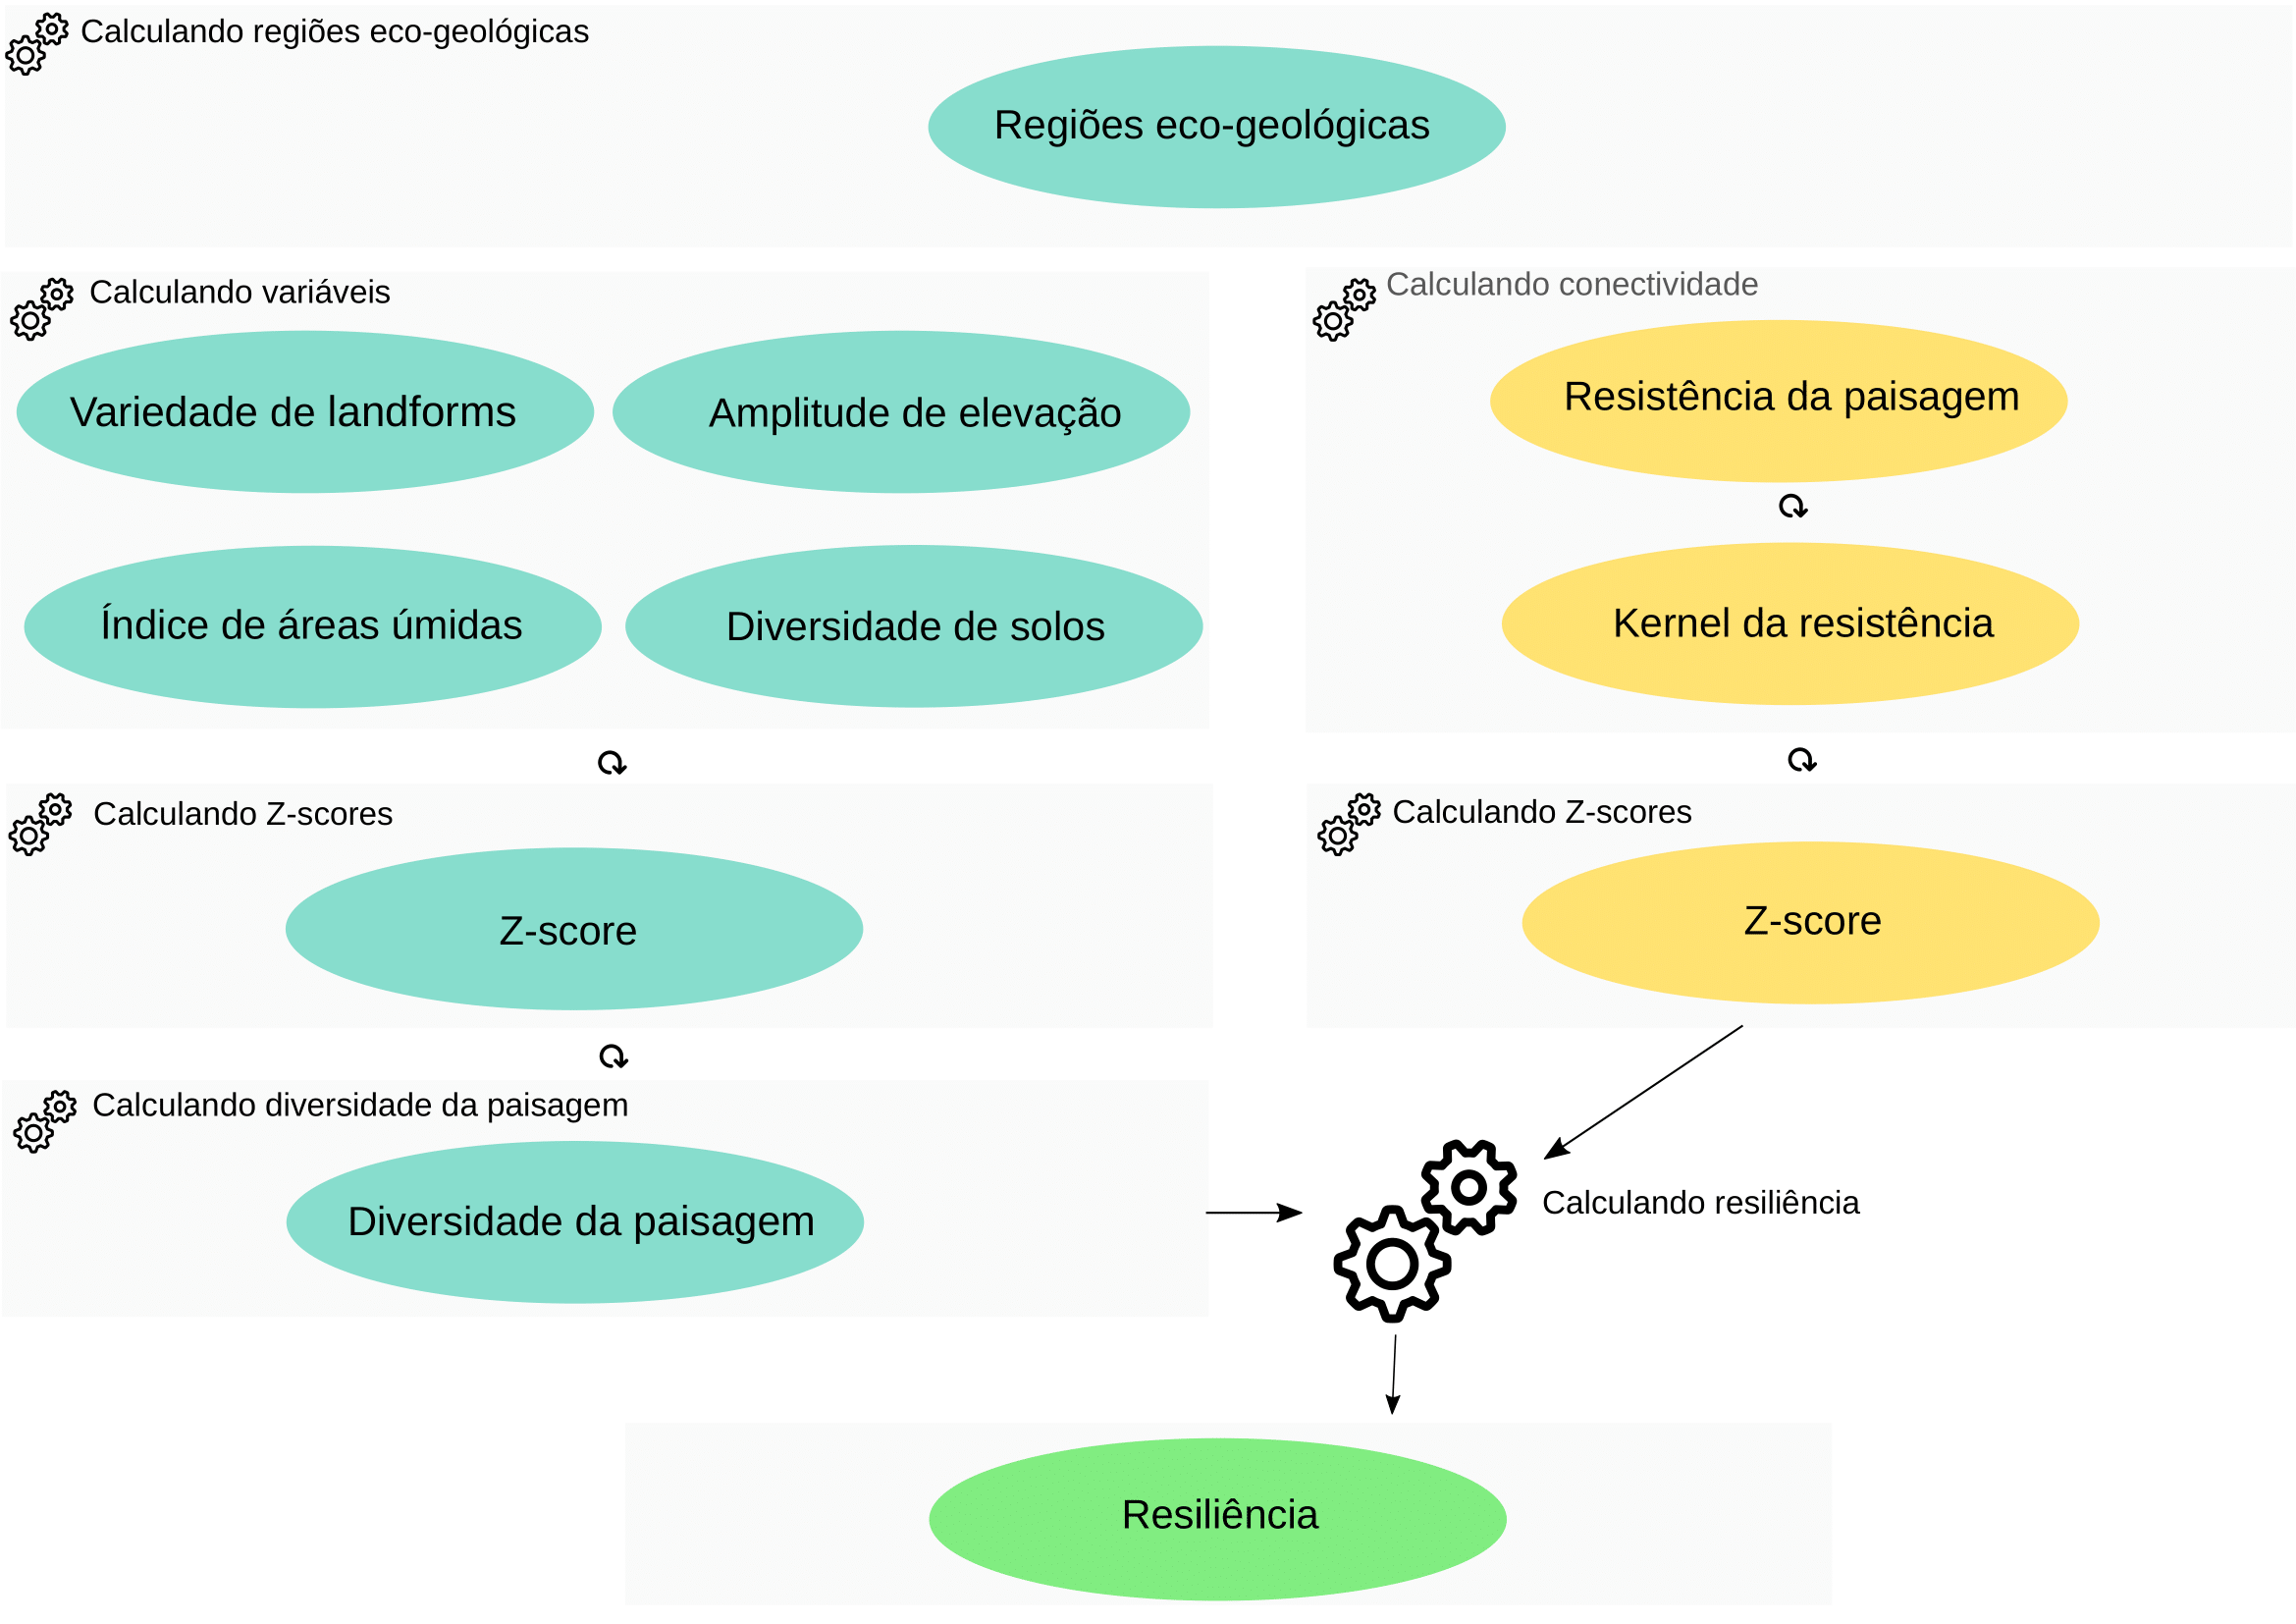 Calculando regiões eco-geológicas
Regiões eco-geológicas
Calculando variáveis
Variedade de landforms
Amplitude de elevação
Índice de áreas úmidas
Diversidade de solos
Calculando conectividade
Resistência da paisagem
Kernel da resistência
Calculando Z-scores
Z-score
Calculando Z-scores
Z-score
Calculando diversidade da paisagem
Diversidade da paisagem
Calculando resiliência
Resiliência